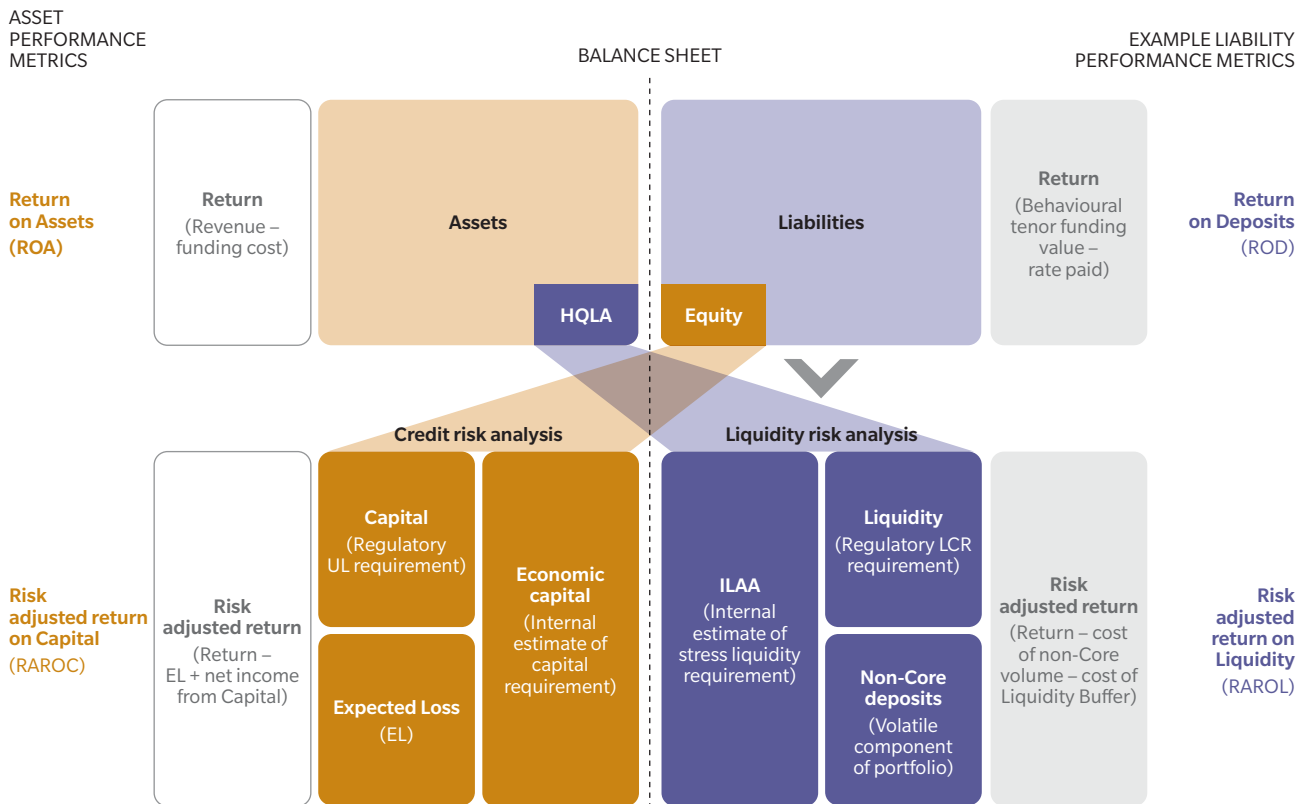 ASSET
PERFORMANCE
METRICS
BALANCE SHEET
EXAMPLE LIABILITY
PERFORMANCE METRICS
Return
on Assets
(ROA)
Return
(Revenue –
funding cost)
Assets
HQLA
Liabilities
Equity
Return
(Behavioural
tenor funding
value –
rate paid)
Return
on Deposits
(ROD)
Credit risk analysis
Liquidity risk analysis
Risk
adjusted return
on Capital
(RAROC)
Risk
adjusted return
(Return –
EL + net income
from Capital)
Capital
(Regulatory
UL requirement)
Expected Loss
(EL)
Economic
capital
(Internal
estimate of
capital
requirement)
ILAA
(Internal
estimate of
stress liquidity
requirement)
Liquidity
(Regulatory LCR
requirement)
Non-Core
deposits
(Volatile
component
of portfolio)
Risk
adjusted return
(Return – cost
of non-Core
volume – cost of
Liquidity Buffer)
Risk
adjusted
return on
Liquidity
(RAROL)